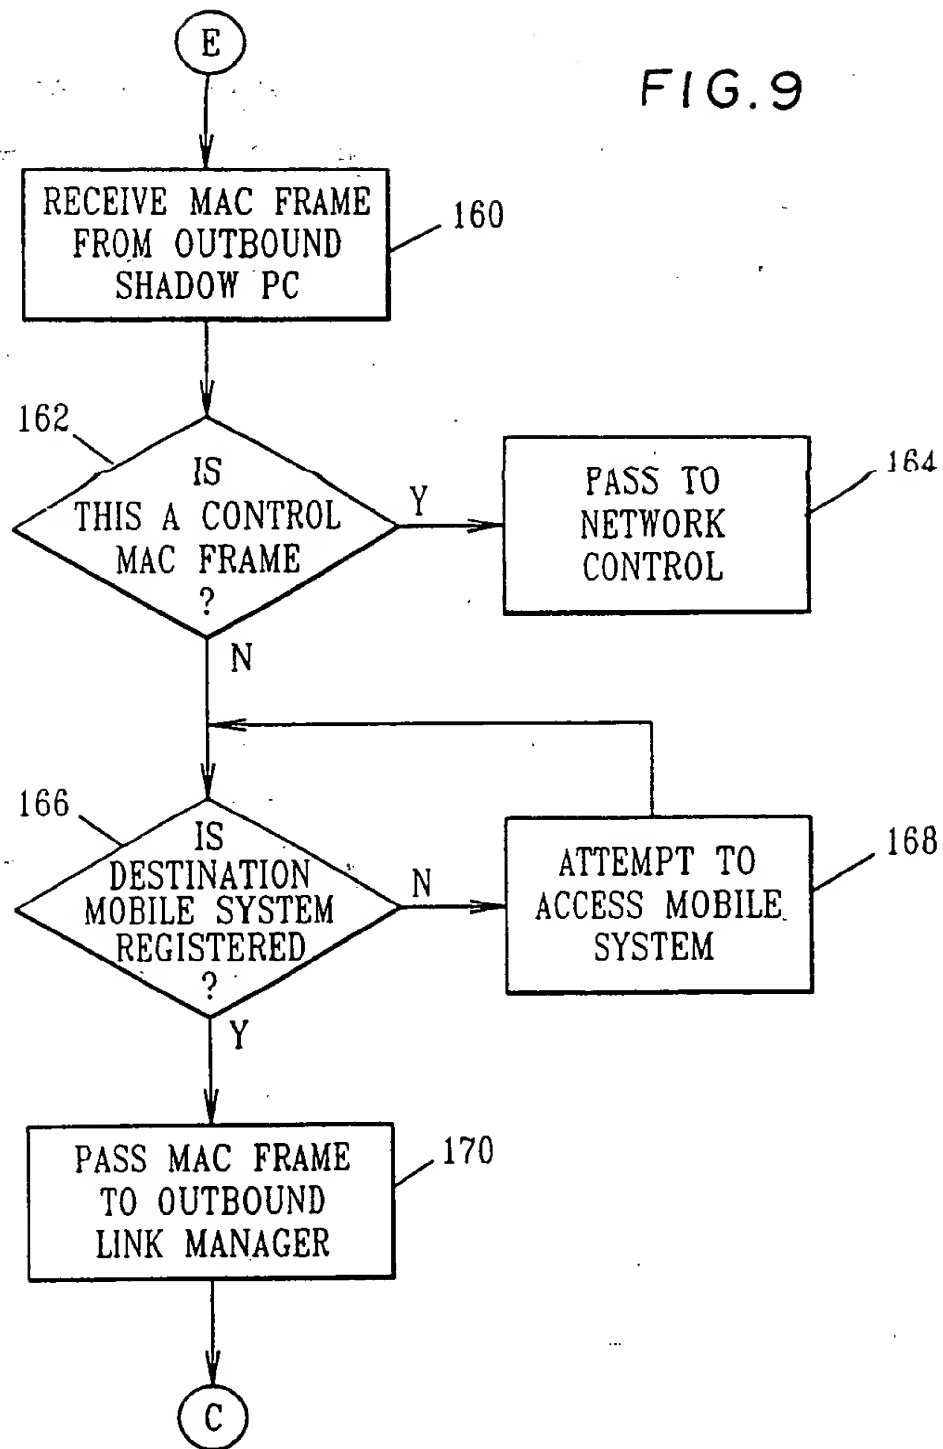 E
FIG.9
RECEIVE MAC FRAME
FROM OUTBOUND
SHADOW PC
160
162
IS
THIS A CONTROL
MAC FRAME
?
Y
PASS TO
NETWORK
CONTROL
164
N
166
IS
DESTINATION
MOBILE SYSTEM
REGISTERED
?
N
ATTEMPT TO
ACCESS MOBILE
SYSTEM
168
Y
PASS MAC FRAME
TO OUTBOUND
LINK MANAGER
170
C